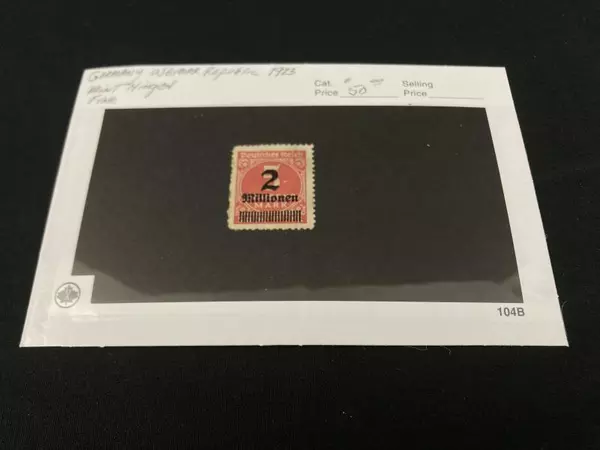 Germany Weimar Republic 1923
Mint Hinged
Fine
Cat. Selling
Price 50 Price
Deutsches Reich
2
Millionen
MARK
104B